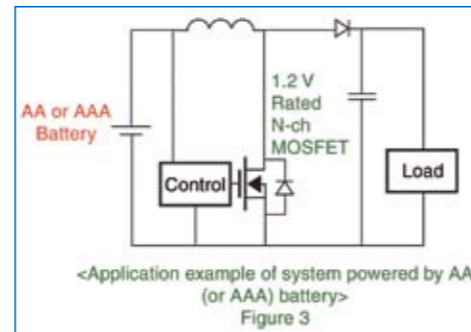 AA or AAA
Battery
1.2 V
Rated
N-ch
MOSFET
Control
Load
<Application example of system powered by AA
(or AAA) battery>
Figure 3